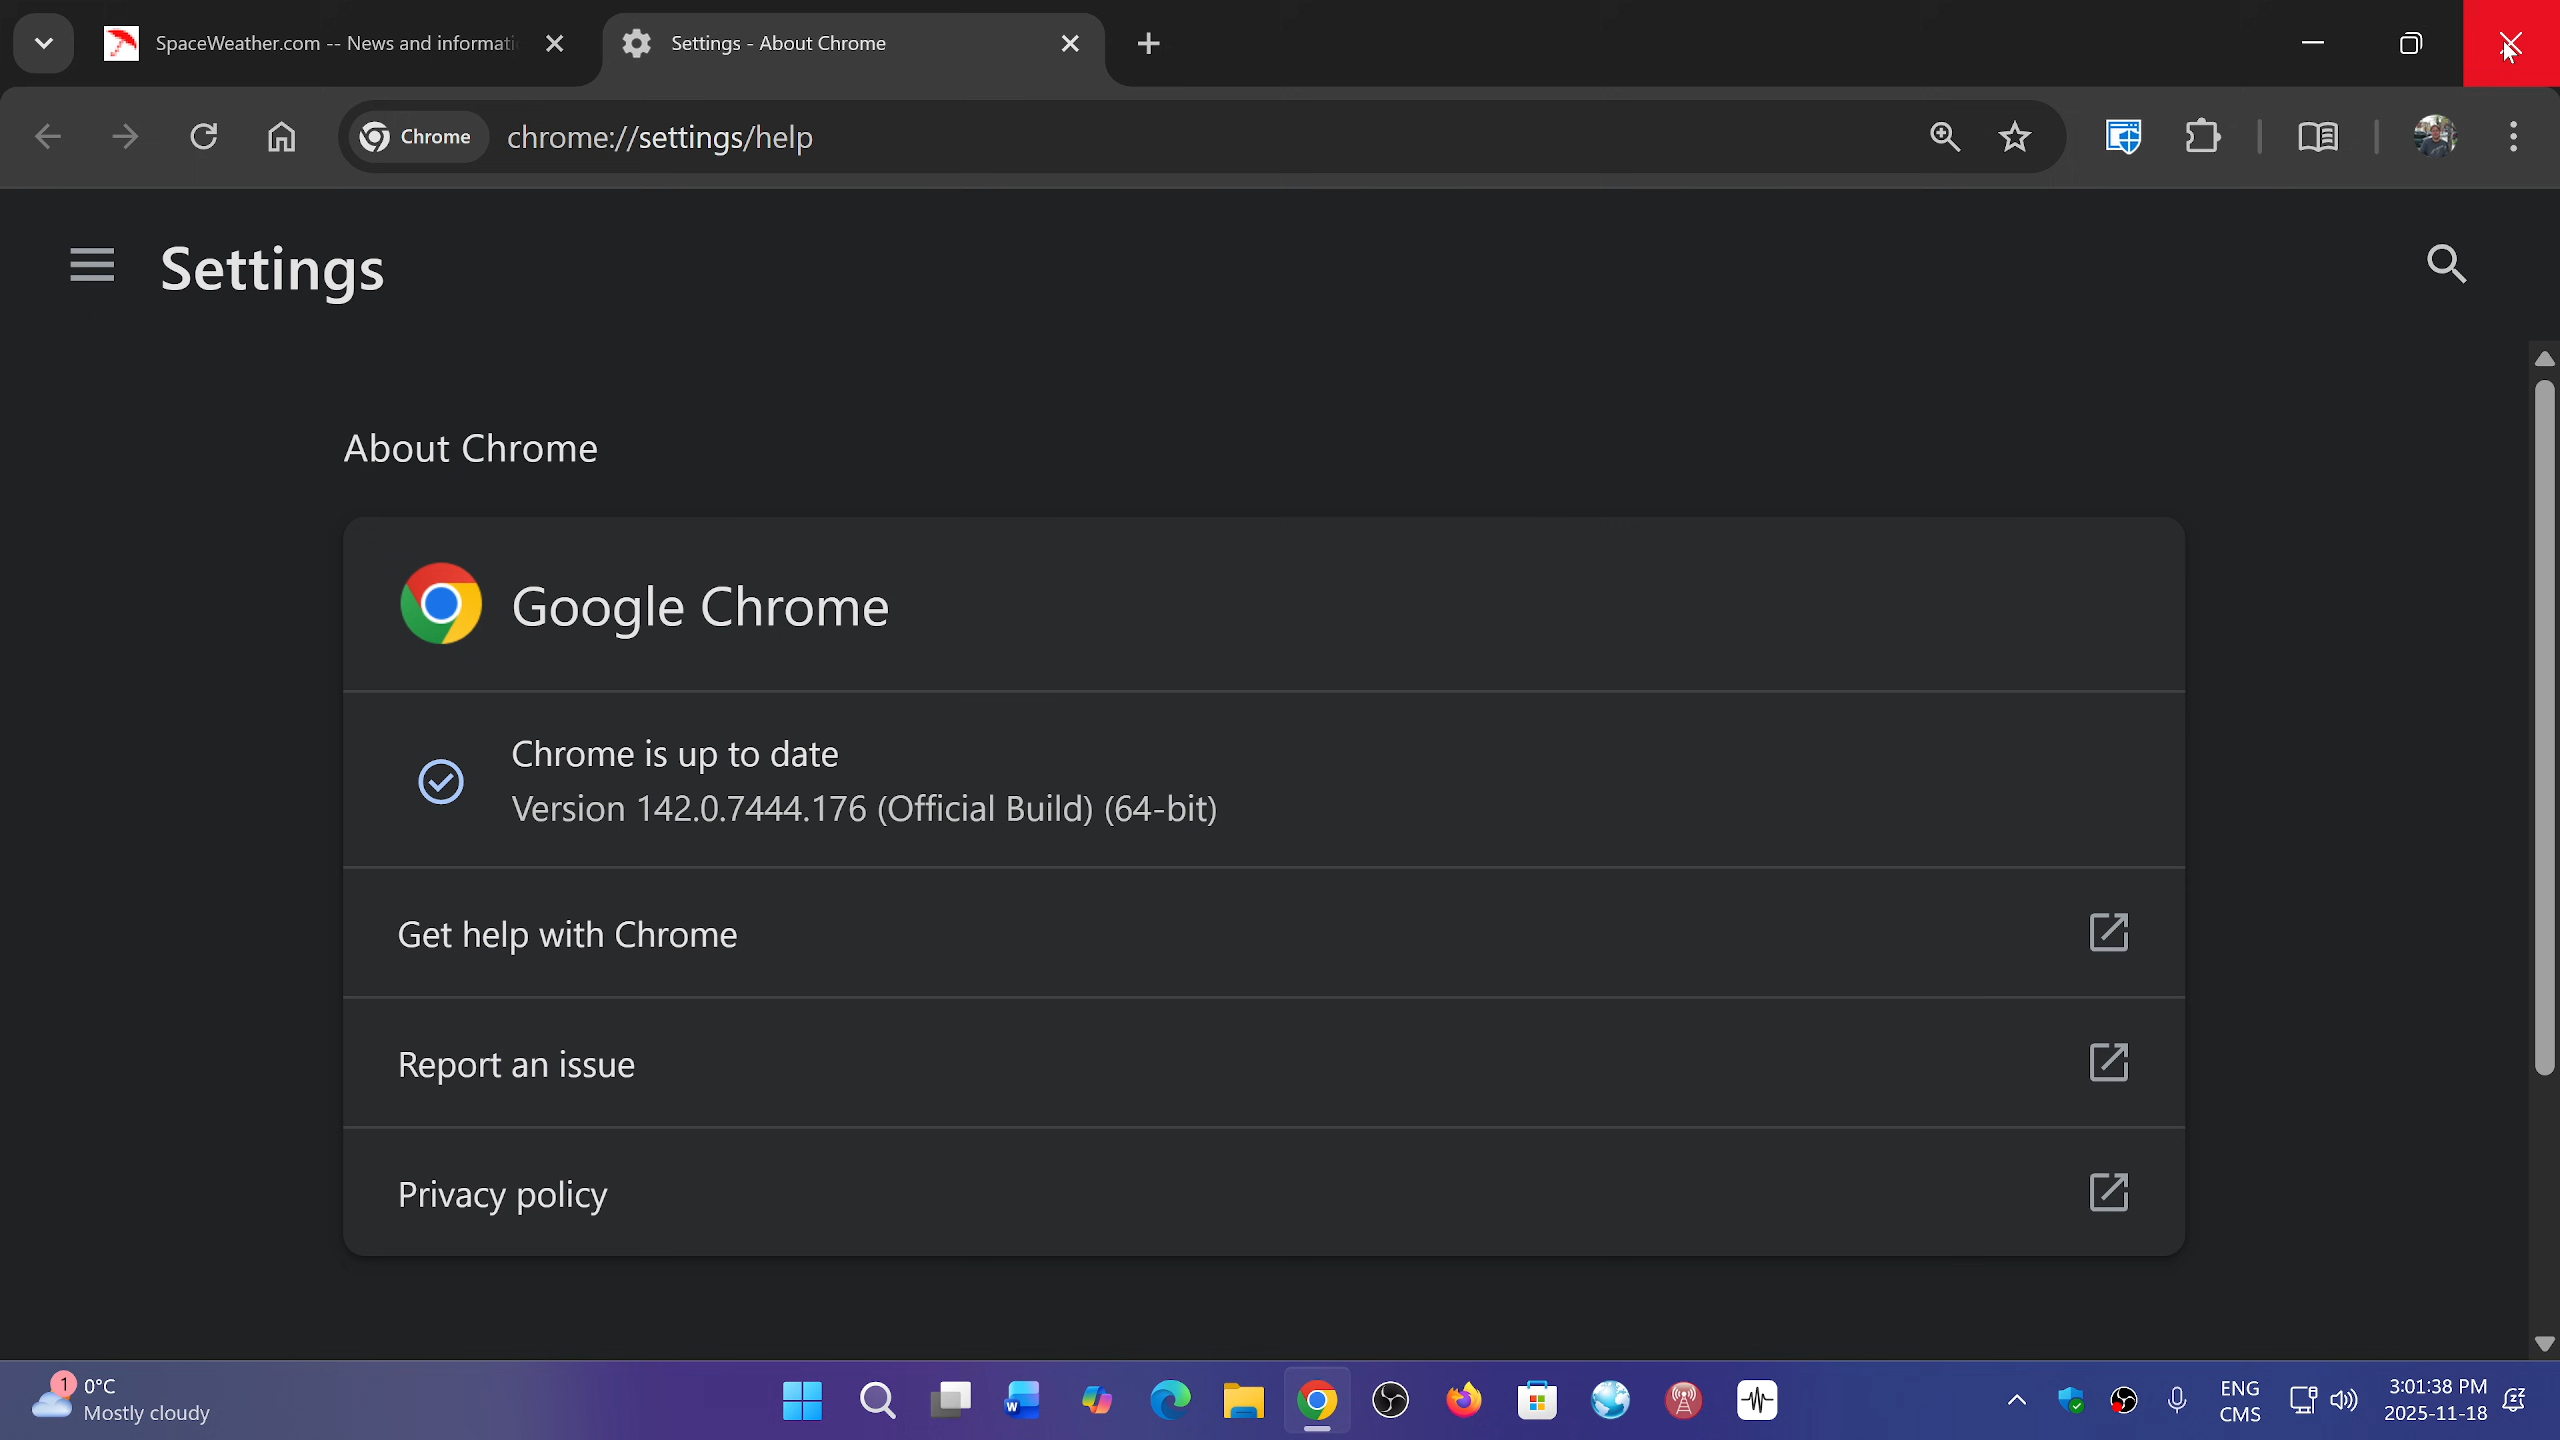 SpaceWeather.com -- News and informati
Settings - About Chrome
Chrome
chrome://settings/help
Settings
About Chrome
Google Chrome
Chrome is up to date
Version 142.0.7444.176 (Official Build) (64-bit)
Get help with Chrome
Report an issue
Privacy policy
1
0°C
Mostly cloudy
W
ENG
CMS
3:01:38 PM
2025-11-18